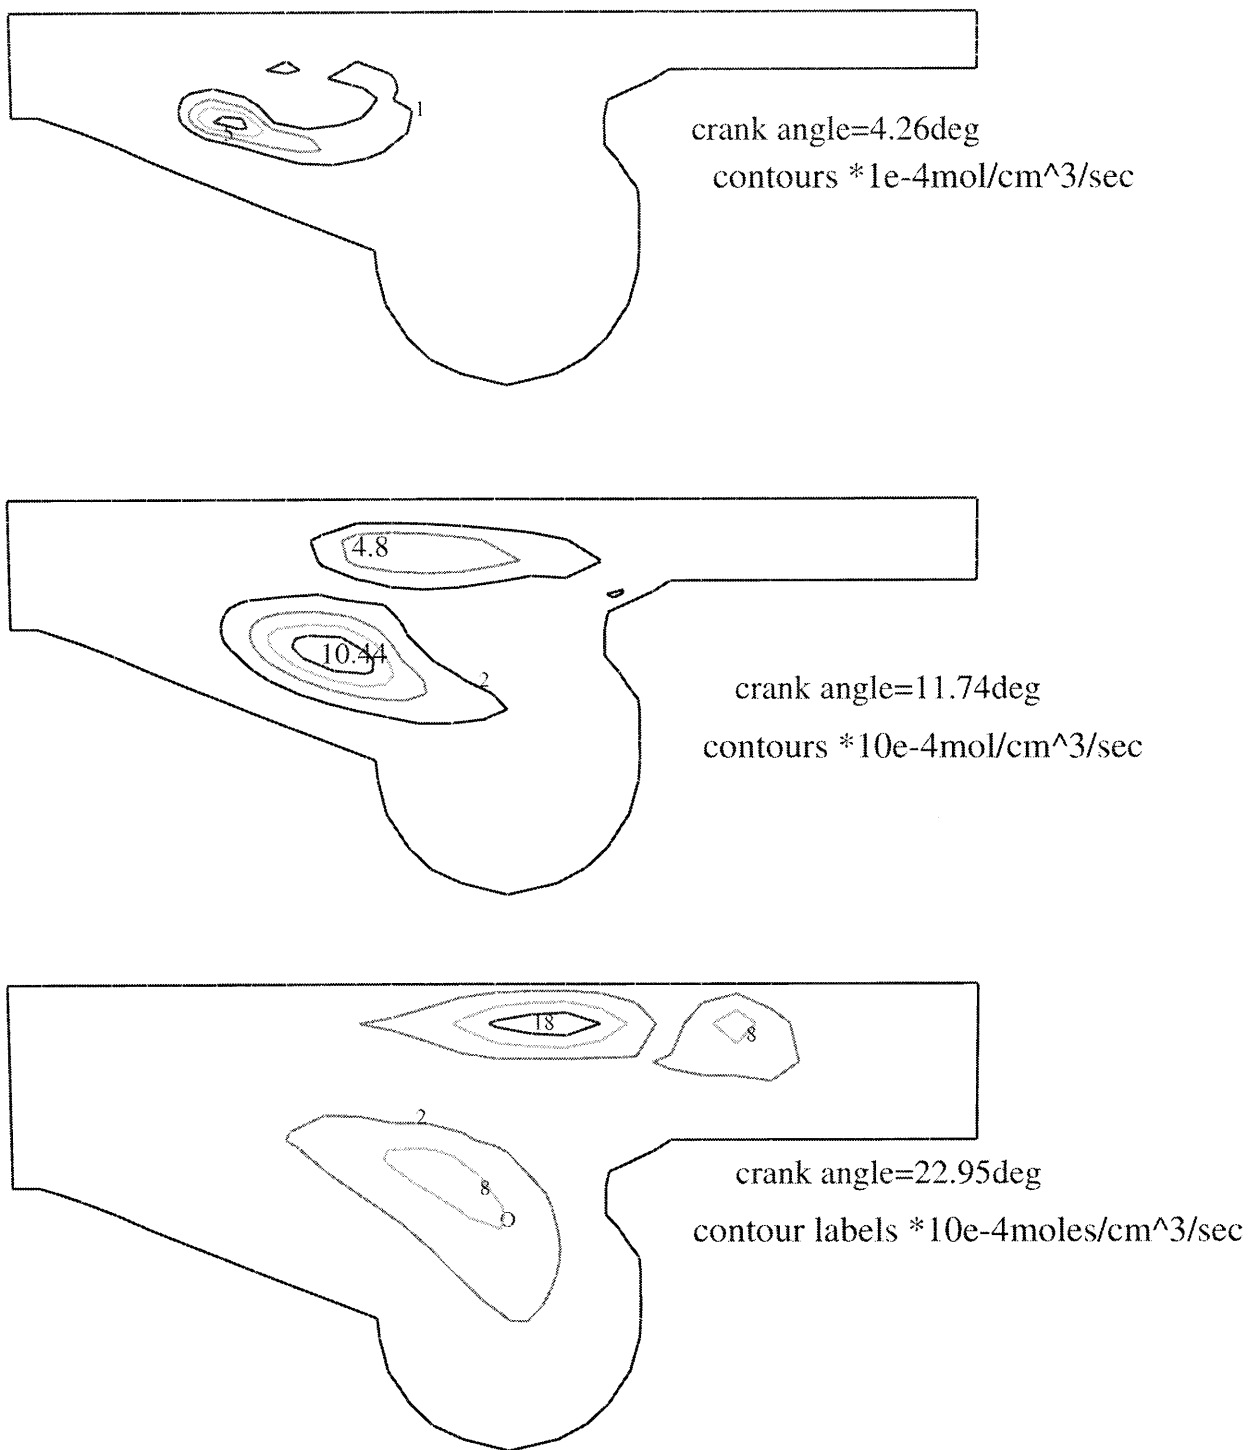 1
5
crank angle=4.26deg
contours *1e-4mol/cm^3/sec
4.8
10.44
2
crank angle=11.74deg
contours *10e-4mol/cm^3/sec
18
8
2
8
crank angle=22.95deg
contour labels *10e-4moles/cm^3/sec